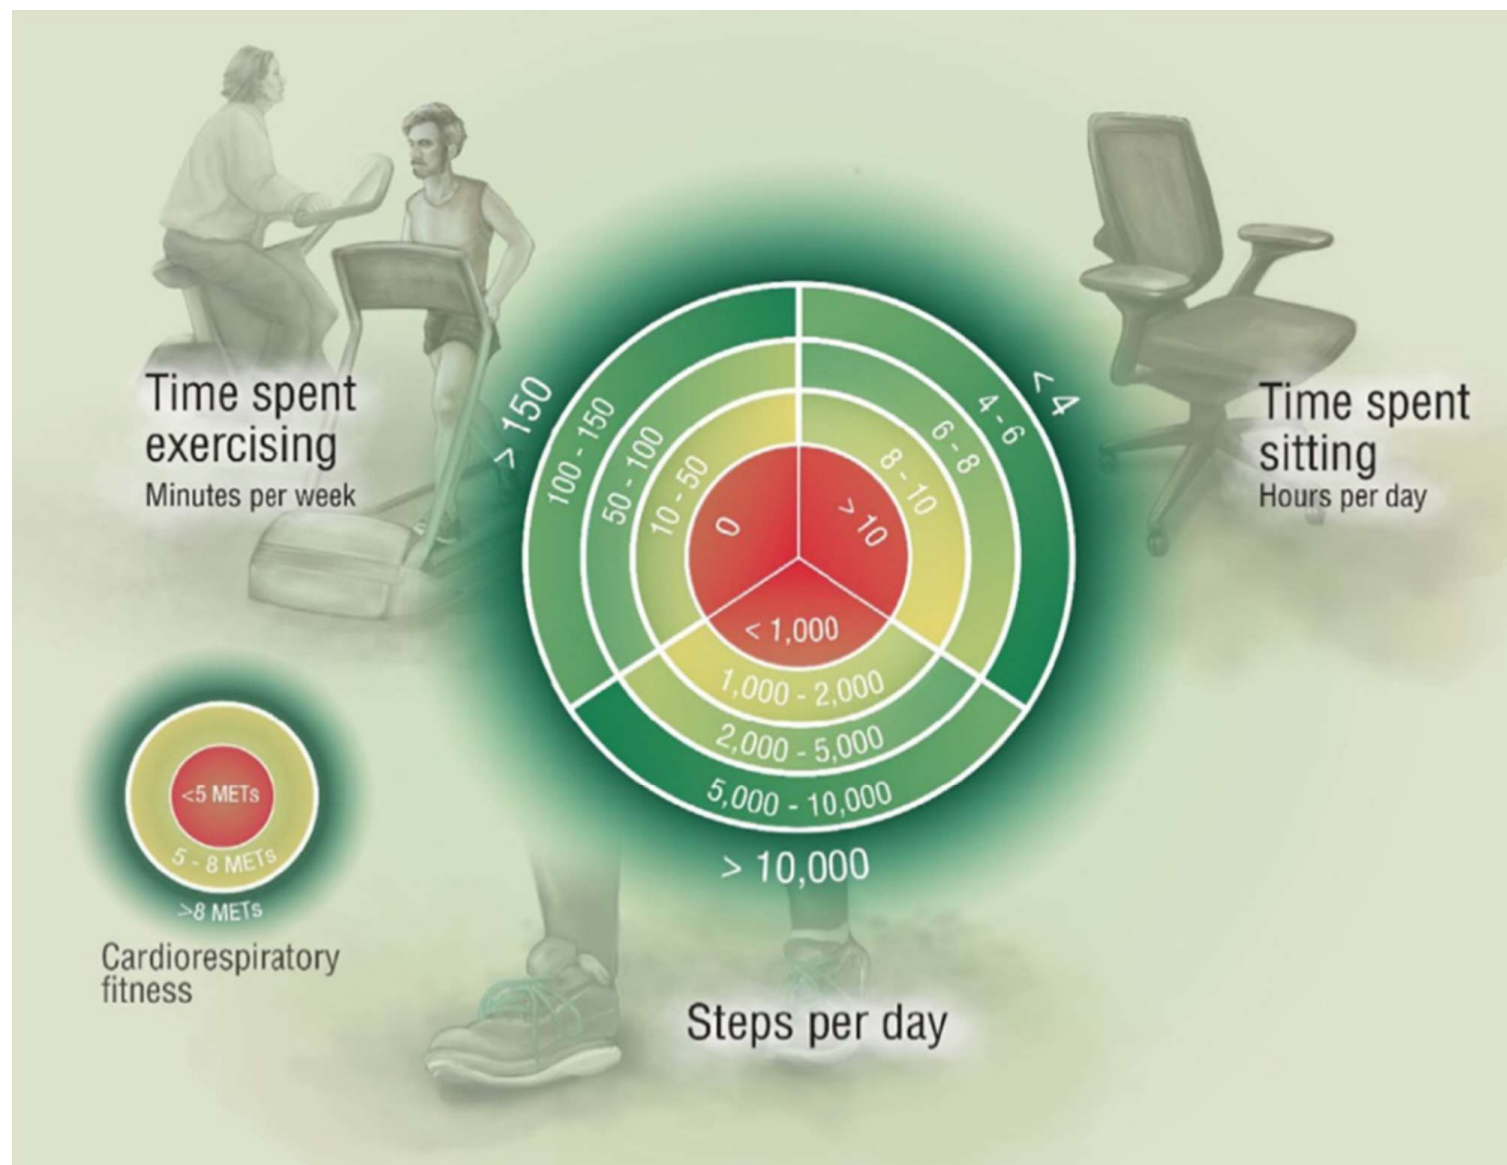 Time spent
exercising
Minutes per week
> 150
100 - 150
50 - 100
10 - 50
0
Time spent
sitting
Hours per day
< 4
4 - 6
6 - 8
8 - 10
> 10
< 1,000
1,000 - 2,000
2,000 - 5,000
5,000 - 10,000
> 10,000
Steps per day
<5 METs
5 - 8 METs
>8 METs
Cardiorespiratory
fitness